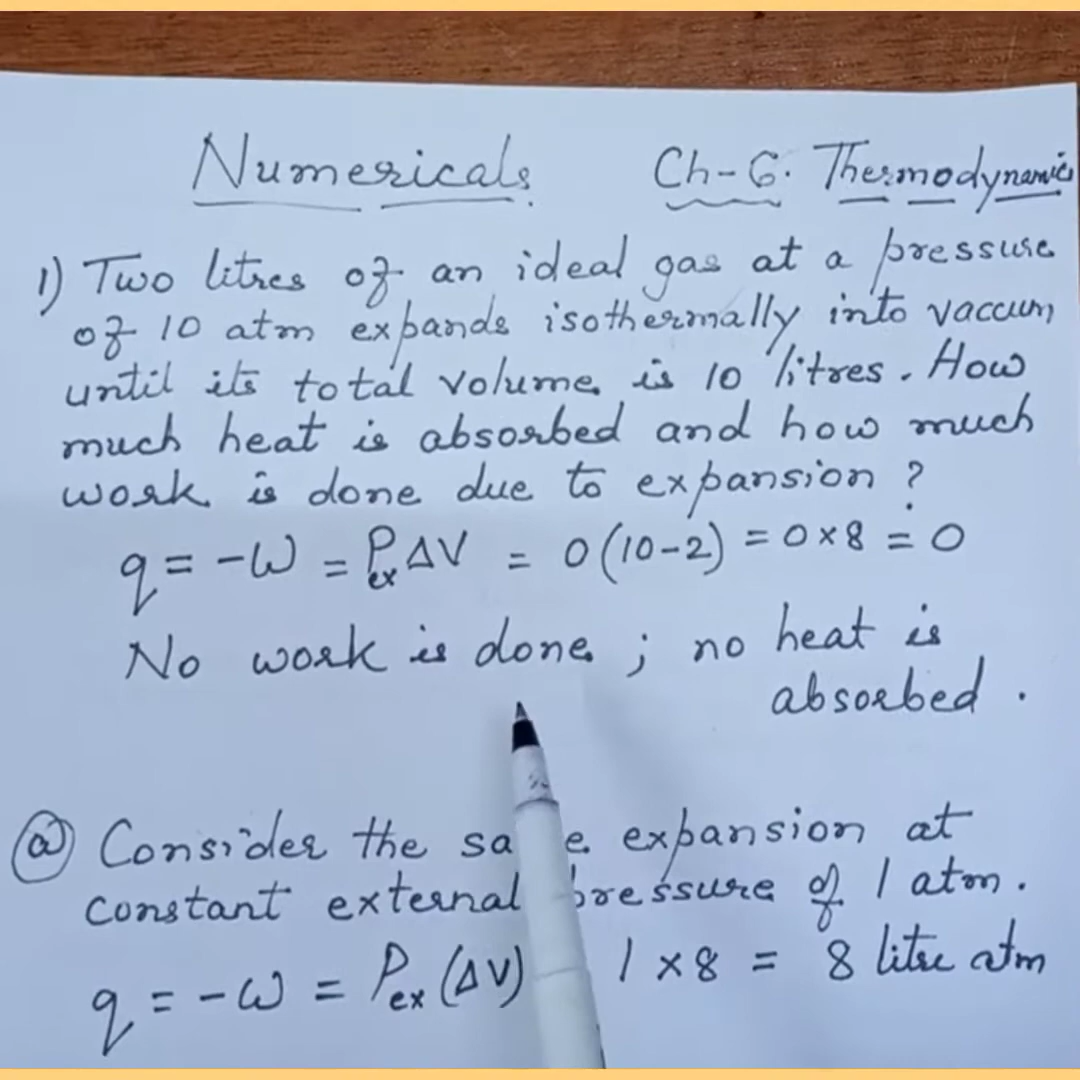 Numericals Ch-6. Thermodynamics
1) Two litres of an ideal gas at a pressure
of 10 atm expands isothermally into vaccum
until its total volume is 10 litres. How
much heat is absorbed and how much
work is done due to expansion?
q = -W = Pex ΔV = 0(10-2) = 0×8 = 0
No work is done ; no heat is
absorbed.
(a) Consider the sa e expansion at
constant external pressure of 1 atm.
q = -W = Pex (ΔV) 1 × 8 = 8 litre atm